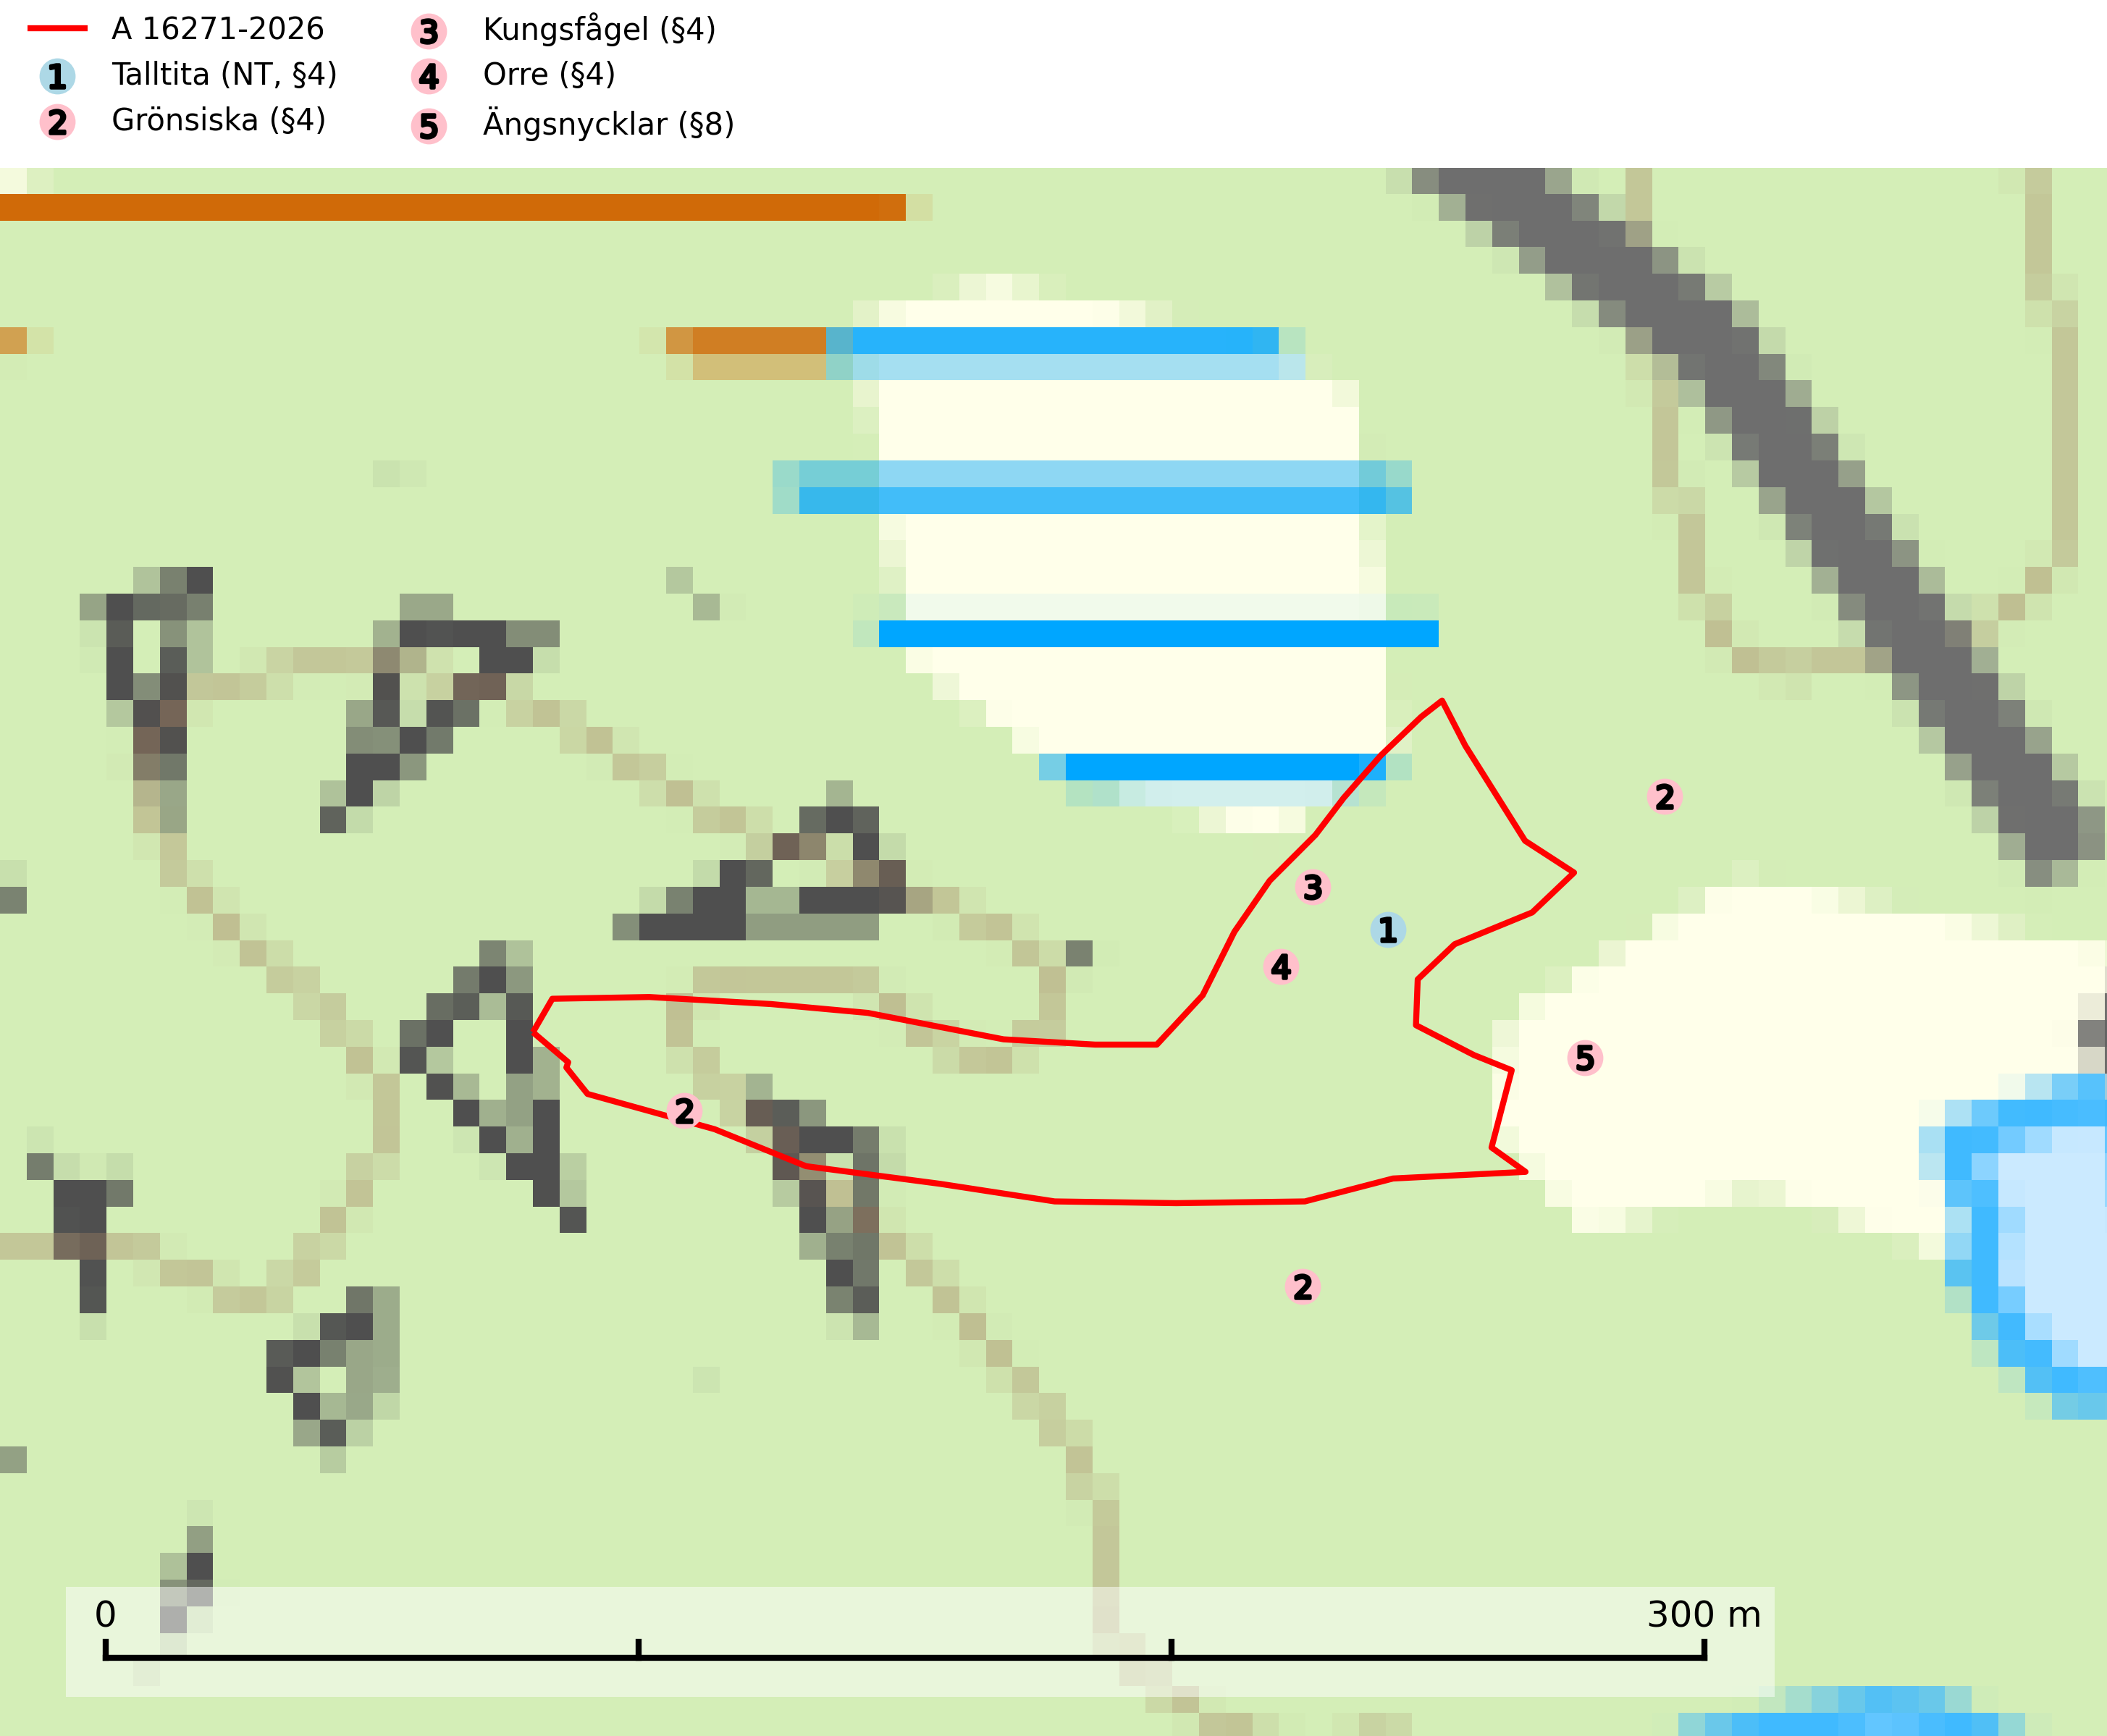 A 16271-2026
1 Talltita (NT, §4)
2 Grönsiska (§4)
3 Kungsfågel (§4)
4 Orre (§4)
5 Ängsnycklar (§8)
2
3
1
4
5
2
2
0 300 m